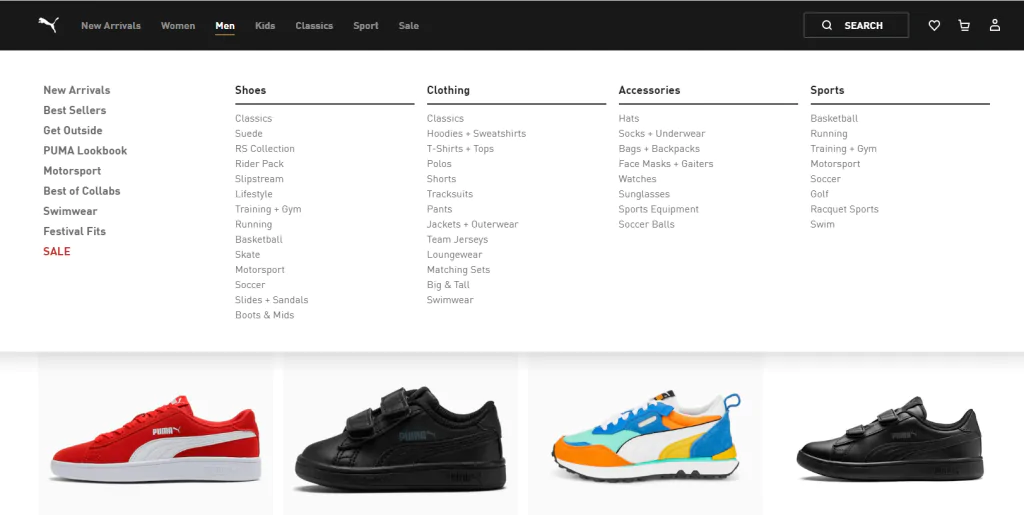 New Arrivals Women Men Kids Classics Sport Sale SEARCH
New Arrivals
Best Sellers
Get Outside
PUMA Lookbook
Motorsport
Best of Collabs
Swimwear
Festival Fits
SALE
Shoes
Classics
Suede
RS Collection
Rider Pack
Slipstream
Lifestyle
Training + Gym
Running
Basketball
Skate
Motorsport
Soccer
Slides + Sandals
Boots & Mids
Clothing
Classics
Hoodies + Sweatshirts
T-Shirts + Tops
Polos
Shorts
Tracksuits
Pants
Jackets + Outerwear
Team Jerseys
Loungewear
Matching Sets
Big & Tall
Swimwear
Accessories
Hats
Socks + Underwear
Bags + Backpacks
Face Masks + Gaiters
Watches
Sunglasses
Sports Equipment
Soccer Balls
Sports
Basketball
Running
Training + Gym
Motorsport
Soccer
Golf
Racquet Sports
Swim
PUMA
PUMA